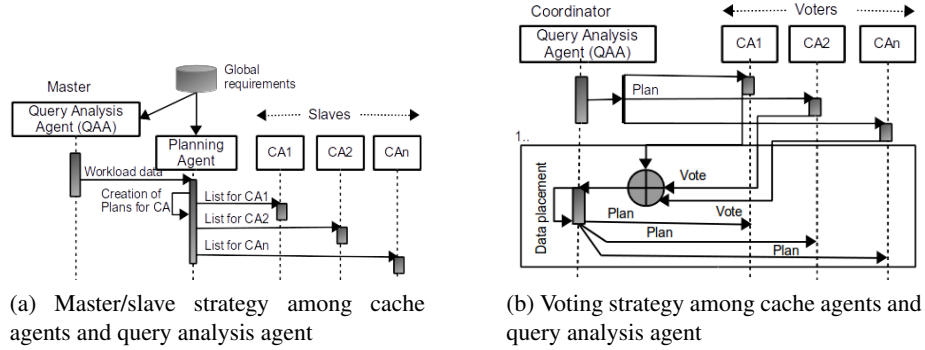 Global
requirements
Master
Slaves
Query Analysis
Agent (QAA)
Planning
Agent
CA1
CA2
CAn
Workload data
Creation of
Plans for CA
List for CA1
List for CA2
List for CAn
(a) Master/slave strategy among cache
agents and query analysis agent
Coordinator
Voters
Query Analysis
Agent (QAA)
CA1
CA2
CAn
Plan
1..
Vote
Data placement
Plan
Vote
Plan
Plan
(b) Voting strategy among cache agents and
query analysis agent